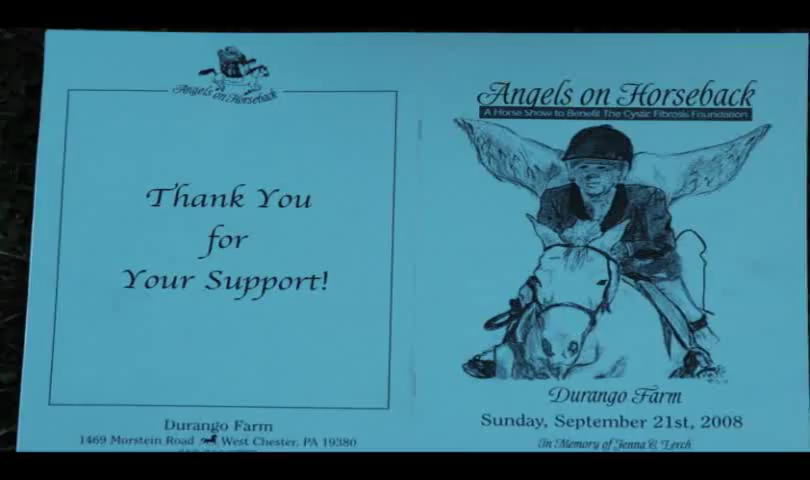 Angels on Horseback
Thank You
for
Your Support!
Durango Farm
1469 Morstein Road West Chester, PA 19380
Angels on Horseback
A Horse Show to Benefit The Cystic Fibrosis Foundation
Durango Farm
Sunday, September 21st, 2008
In Memory of Jenna C Lerch